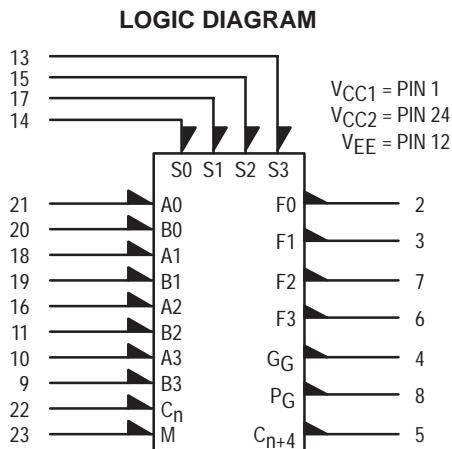 LOGIC DIAGRAM
13
15
17
14
VCC1 = PIN 1
VCC2 = PIN 24
VEE = PIN 12
S0 S1 S2 S3
21 A0 F0 2
20 B0
18 A1 F1 3
19 B1 F2 7
16 A2
11 B2 F3 6
10 A3 GG 4
9 B3 PG 8
22 Cn
23 M Cn+4 5